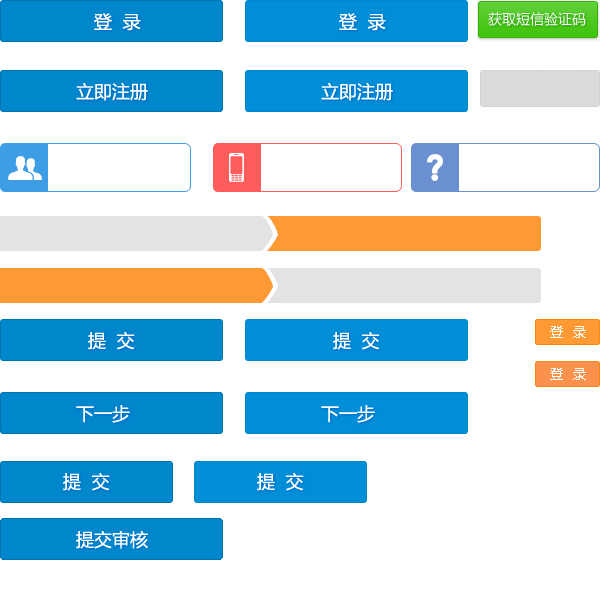 登 录
登 录
获取短信验证码
立即注册
立即注册
?
提 交
提 交
登 录
登 录
下一步
下一步
提 交
提 交
提交审核